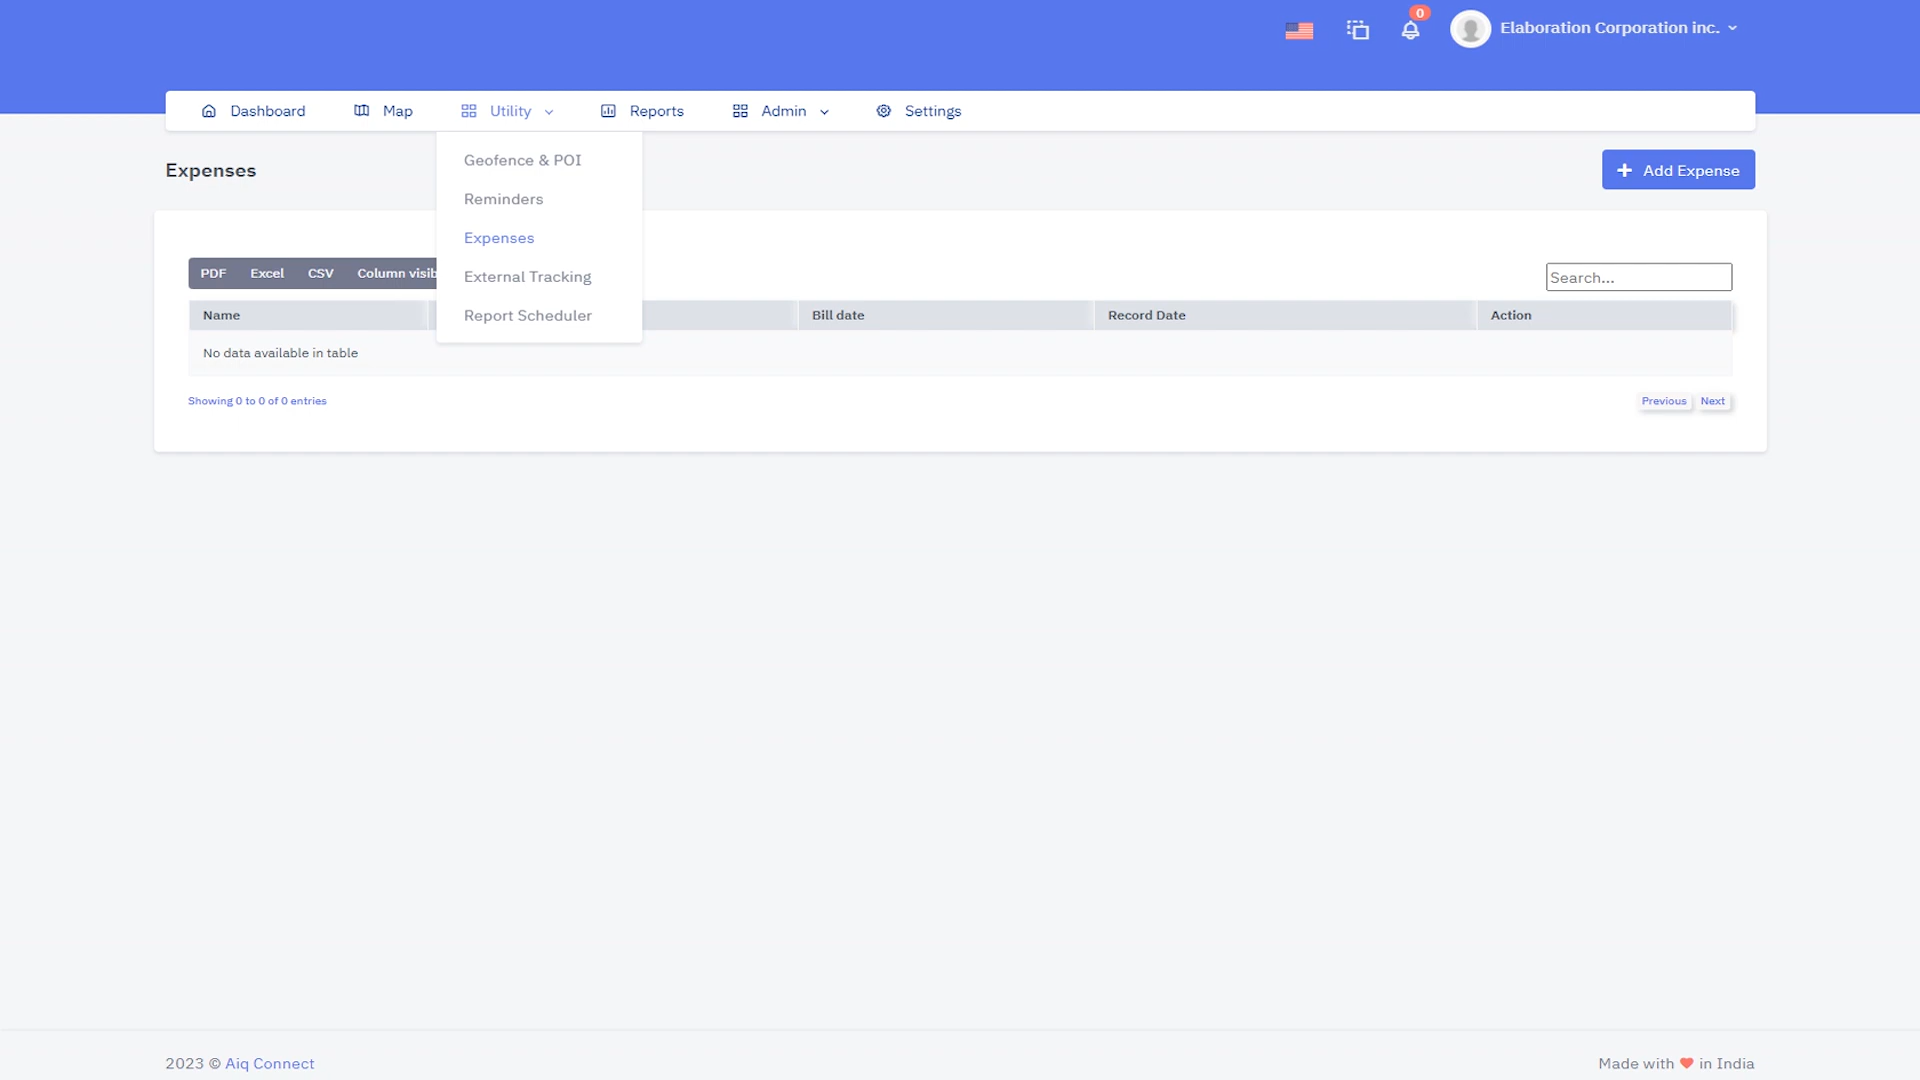 0
Elaboration Corporation inc.
Dashboard Map Utility Reports Admin Settings
Expenses
Add Expense
Geofence & POI
Reminders
Expenses
External Tracking
Report Scheduler
PDF Excel CSV Column visib
Search...
Name Bill date Record Date Action
No data available in table
Showing 0 to 0 of 0 entries
Previous Next
2023 © Aiq Connect
Made with ❤ in India